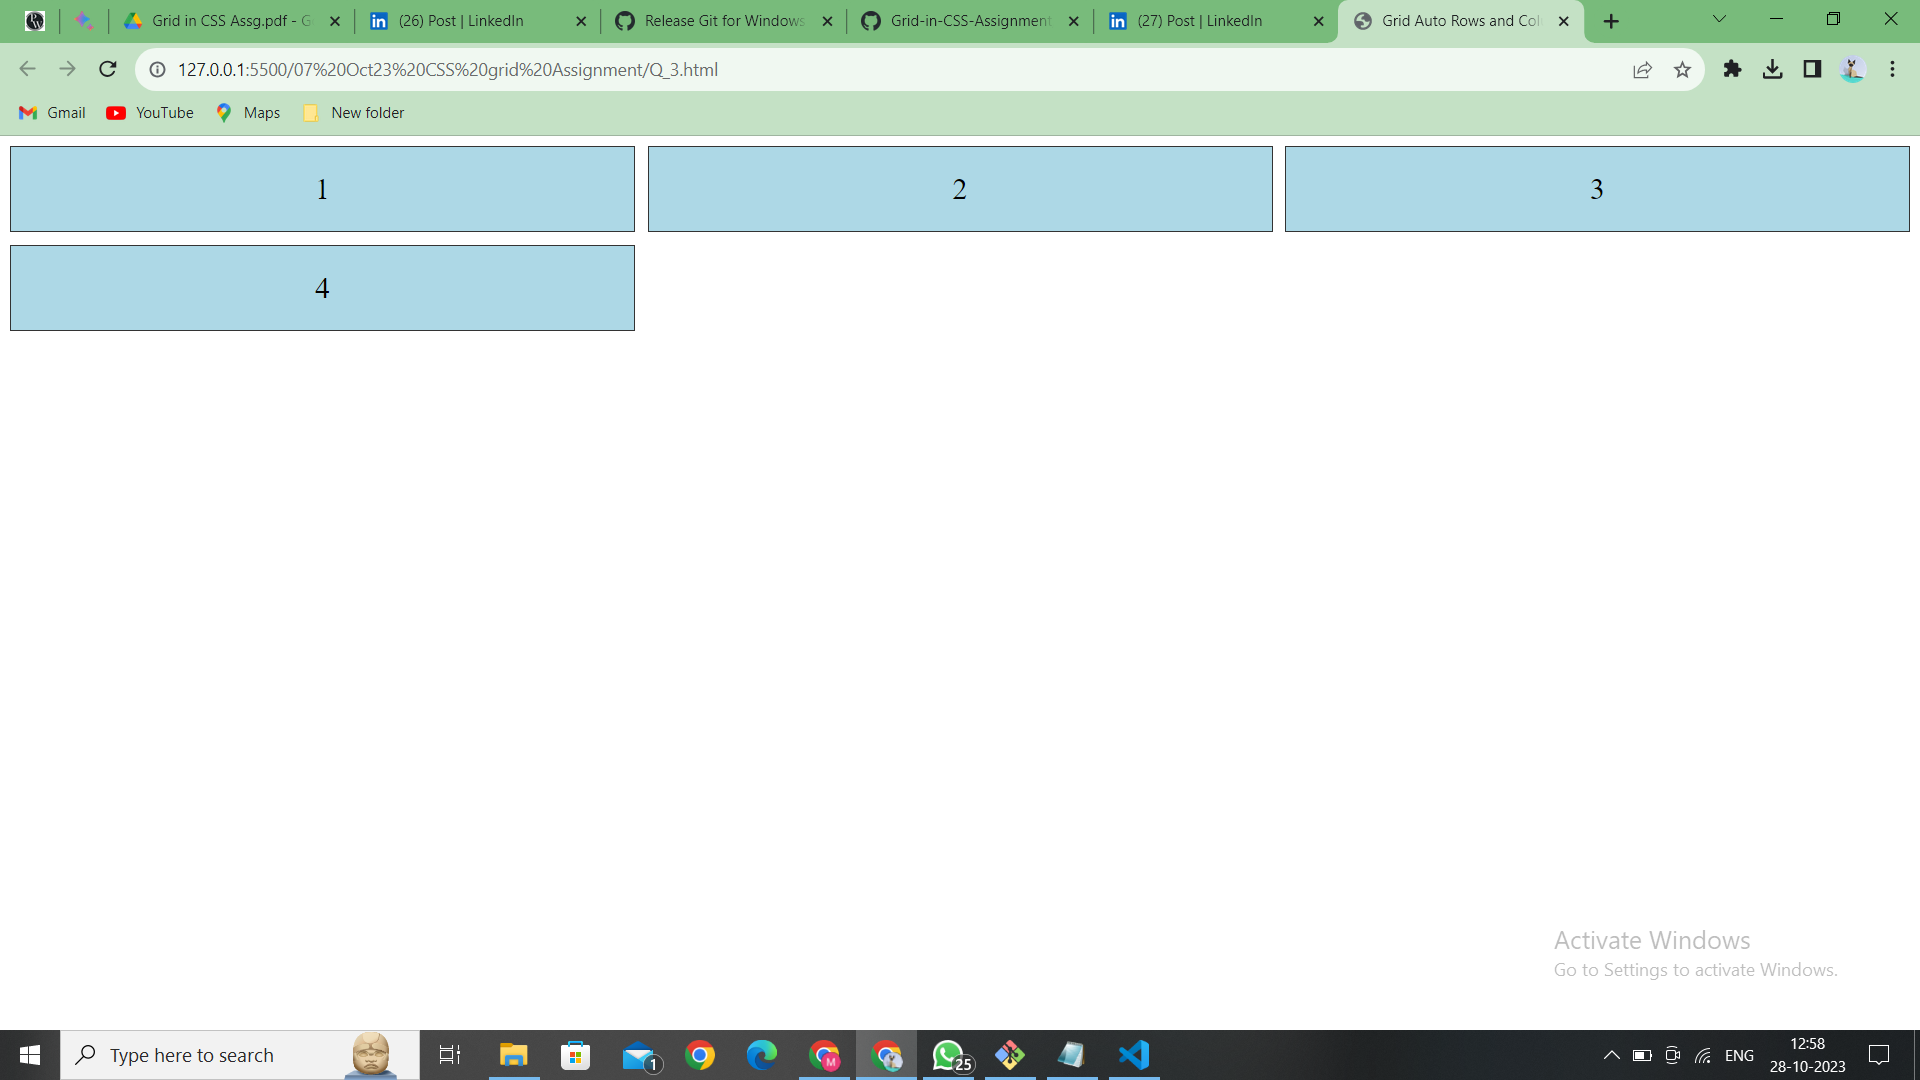 Grid in CSS Assg.pdf - G
(26) Post | LinkedIn
Release Git for Windows
Grid-in-CSS-Assignment
(27) Post | LinkedIn
Grid Auto Rows and Col
127.0.0.1:5500/07%20Oct23%20CSS%20grid%20Assignment/Q_3.html
Gmail
YouTube
Maps
New folder
1
2
3
4
Activate Windows
Go to Settings to activate Windows.
Type here to search
1
M
25
ENG
12:58
28-10-2023